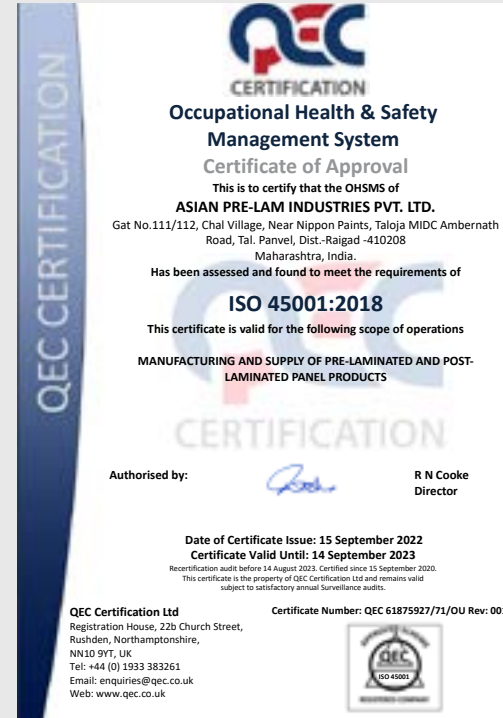 QEC CERTIFICATION
QEC
CERTIFICATION
Occupational Health & Safety
Management System
Certificate of Approval
This is to certify that the OHSMS of
ASIAN PRE-LAM INDUSTRIES PVT. LTD.
Gat No.111/112, Chal Village, Near Nippon Paints, Taloja MIDC Ambernath
Road, Tal. Panvel, Dist.-Raigad -410208
Maharashtra, India.
Has been assessed and found to meet the requirements of
QEC
ISO 45001:2018
This certificate is valid for the following scope of operations
MANUFACTURING AND SUPPLY OF PRE-LAMINATED AND POST-
LAMINATED PANEL PRODUCTS
CERTIFICATION
Authorised by:
R N Cooke
Director
Date of Certificate Issue: 15 September 2022
Certificate Valid Until: 14 September 2023
Recertification audit before 14 August 2023. Certified since 15 September 2020.
This certificate is the property of QEC Certification Ltd and remains valid
subject to satisfactory annual Surveillance audits.
QEC Certification Ltd
Registration House, 22b Church Street,
Rushden, Northamptonshire,
NN10 9YT, UK
Tel: +44 (0) 1933 383261
Email: enquiries@qec.co.uk
Web: www.qec.co.uk
Certificate Number: QEC 61875927/71/OU Rev: 001
QEC
ISO 45001
REGISTERED COMPANY